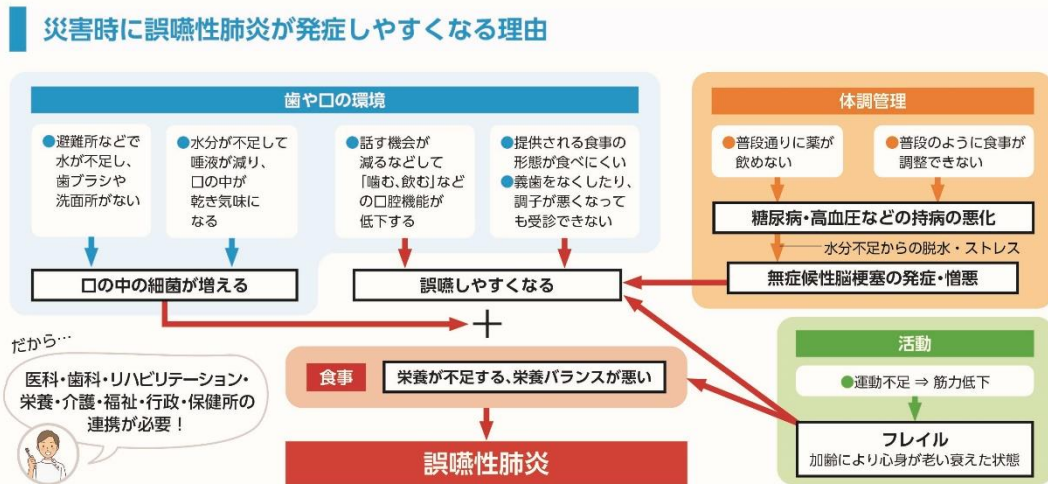 災害時に誤嚥性肺炎が発症しやすくなる理由
歯や口の環境
●避難所などで
水が不足し、
歯ブラシや
洗面所がない
●水分が不足して
唾液が減り、
口の中が
乾き気味に
なる
●話す機会が
減るなどして
「噛む、飲む」など
の口腔機能が
低下する
●提供される食事の
形態が食べにくい
●義歯をなくしたり、
調子が悪くなって
も受診できない
口の中の細菌が増える
誤嚥しやすくなる
体調管理
●普段通りに薬が
飲めない
●普段のように食事が
調整できない
糖尿病・高血圧などの持病の悪化
水分不足からの脱水・ストレス
無症候性脳梗塞の発症・憎悪
+
食事
栄養が不足する、栄養バランスが悪い
誤嚥性肺炎
活動
●運動不足 ⇒ 筋力低下
フレイル
加齢により心身が老い衰えた状態
だから…
医科・歯科・リハビリテーション・
栄養・介護・福祉・行政・保健所の
連携が必要！